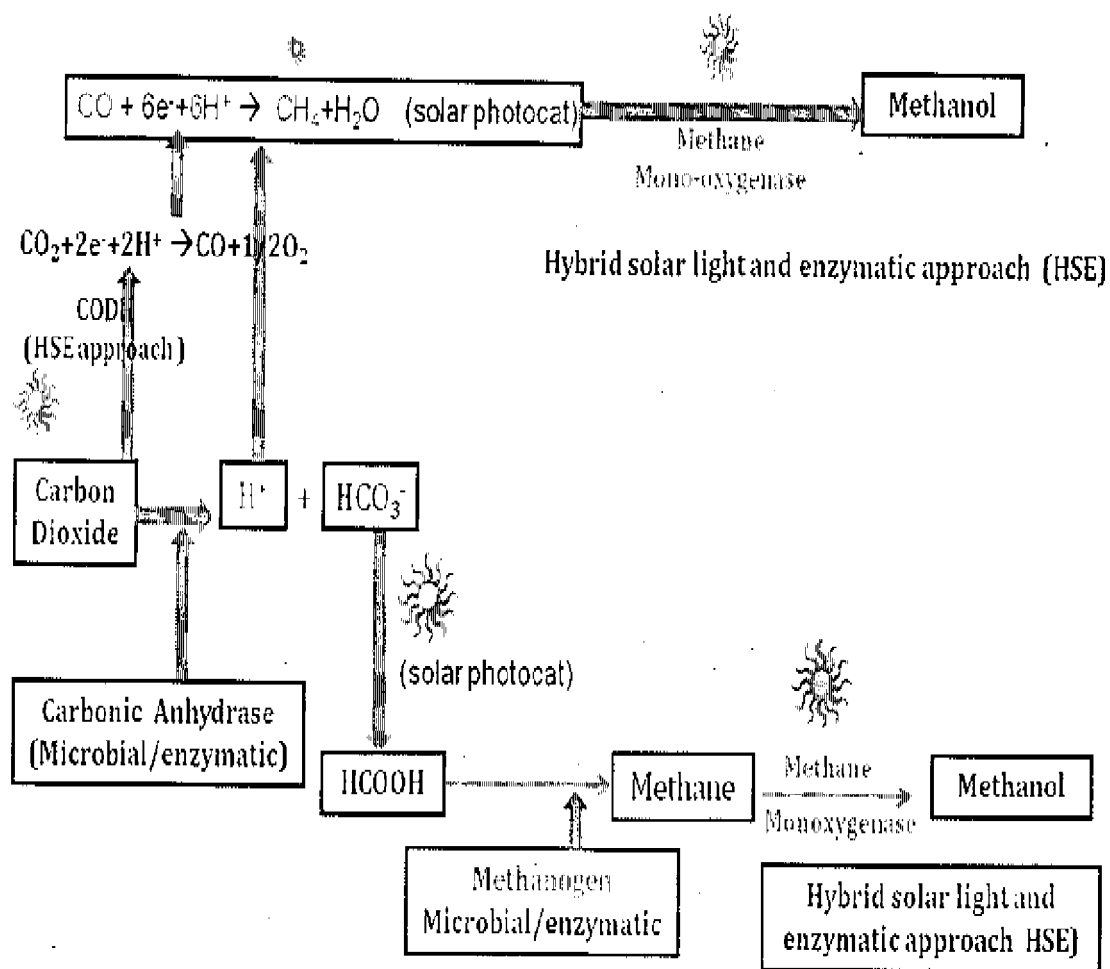 CO + 6e⁻+6H⁺ → CH₄+H₂O (solar photocat)
Methane
Mono-oxygenase
Methanol
CO₂+2e⁻+2H⁺ →CO+1/2O₂
Hybrid solar light and enzymatic approach (HSE)
(HSE approach)
Carbon
Dioxide
H⁺ + HCO₃⁻
(solar photocat)
Carbonic Anhydrase
(Microbial/enzymatic)
HCOOH
Methane
Methane
Monoxygenase
Methanol
Methanogen
Microbial/enzymatic
Hybrid solar light and
enzymatic approach HSE)